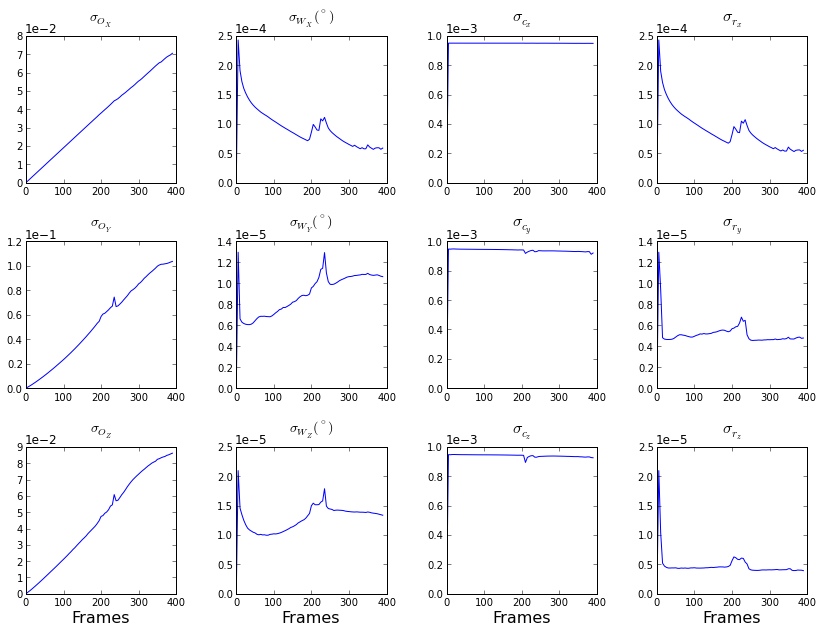 σ_{O_X} σ_{W_X}(°) σ_{c_x} σ_{r_x}
8 1e−2 2.5 1e−4 1.0 1e−3 2.5 1e−4
7 2.0 0.8 2.0
6 1.5 0.6 1.5
5 1.0 0.4 1.0
4 0.5 0.2 0.5
3 0.0 0.0 0.0
2
1
0
0 100 200 300 400 0 100 200 300 400 0 100 200 300 400 0 100 200 300 400
σ_{O_Y} σ_{W_Y}(°) σ_{c_y} σ_{r_y}
1.2 1e−1 1.4 1e−5 1.0 1e−3 1.4 1e−5
1.0 1.2 0.8 1.2
0.8 1.0 0.6 1.0
0.6 0.8 0.4 0.8
0.4 0.6 0.2 0.6
0.2 0.4 0.0 0.4
0.0 0.2 0.2
0.0 0.0
0 100 200 300 400 0 100 200 300 400 0 100 200 300 400 0 100 200 300 400
σ_{O_Z} σ_{W_Z}(°) σ_{c_z} σ_{r_z}
9 1e−2 2.5 1e−5 1.0 1e−3 2.5 1e−5
8 2.0 0.8 2.0
7 1.5 0.6 1.5
6 1.0 0.4 1.0
5 0.5 0.2 0.5
4 0.0 0.0 0.0
3
2
1
0
0 100 200 300 400 0 100 200 300 400 0 100 200 300 400 0 100 200 300 400
Frames Frames Frames Frames